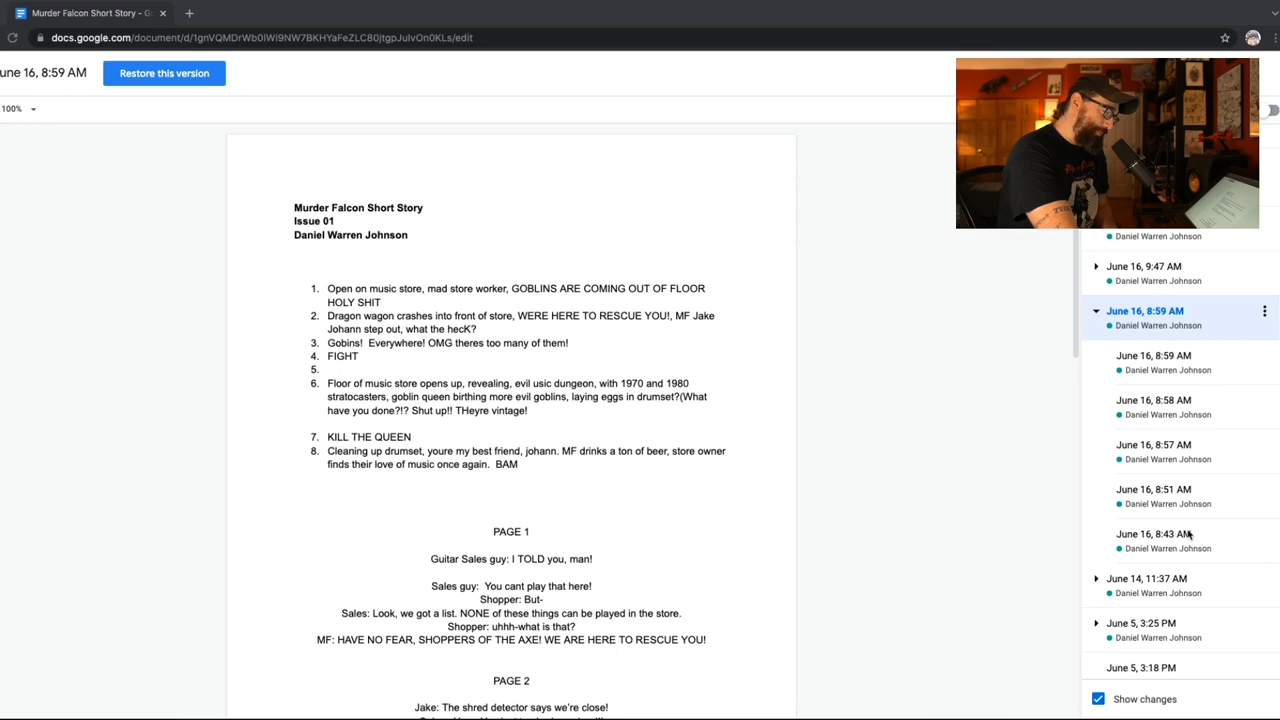 Murder Falcon Short Story - Go
docs.google.com/document/d/1gnVQMDrWb0IWi9NW7BKHYaFeZLC80jtgpJuIvOn0KLs/edit
une 16, 8:59 AM
Restore this version
100%
Murder Falcon Short Story
Issue 01
Daniel Warren Johnson
1. Open on music store, mad store worker, GOBLINS ARE COMING OUT OF FLOOR
HOLY SHIT
2. Dragon wagon crashes into front of store, WERE HERE TO RESCUE YOU!, MF Jake
Johann step out, what the hecK?
3. Gobins! Everywhere! OMG theres too many of them!
4. FIGHT
5.
6. Floor of music store opens up, revealing, evil usic dungeon, with 1970 and 1980
stratocasters, goblin queen birthing more evil goblins, laying eggs in drumset?(What
have you done?!? Shut up!! THeyre vintage!
7. KILL THE QUEEN
8. Cleaning up drumset, youre my best friend, johann. MF drinks a ton of beer, store owner
finds their love of music once again. BAM
PAGE 1
Guitar Sales guy: I TOLD you, man!
Sales guy: You cant play that here!
Shopper: But-
Sales: Look, we got a list. NONE of these things can be played in the store.
Shopper: uhhh-what is that?
MF: HAVE NO FEAR, SHOPPERS OF THE AXE! WE ARE HERE TO RESCUE YOU!
PAGE 2
Jake: The shred detector says we're close!
Daniel Warren Johnson
June 16, 9:47 AM
Daniel Warren Johnson
June 16, 8:59 AM
Daniel Warren Johnson
June 16, 8:59 AM
Daniel Warren Johnson
June 16, 8:58 AM
Daniel Warren Johnson
June 16, 8:57 AM
Daniel Warren Johnson
June 16, 8:51 AM
Daniel Warren Johnson
June 16, 8:43 AM
Daniel Warren Johnson
June 14, 11:37 AM
Daniel Warren Johnson
June 5, 3:25 PM
Daniel Warren Johnson
June 5, 3:18 PM
Show changes